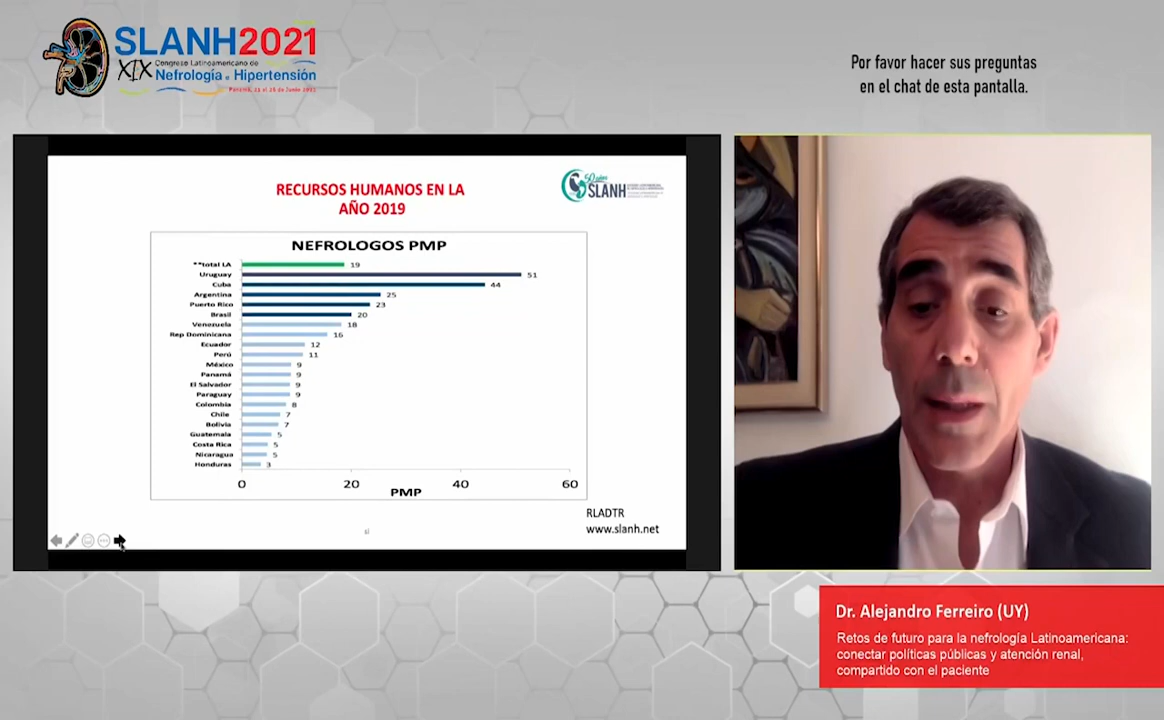 SLANH2021
XIX Congreso Latinoamericano de
Nefrología e Hipertensión
Por favor hacer sus preguntas
en el chat de esta pantalla.
50 años
SLANH
RECURSOS HUMANOS EN LA
AÑO 2019
NEFROLOGOS PMP
**total LA 19
Uruguay 51
Cuba 44
Argentina 25
Puerto Rico 23
Brasil 20
Venezuela 18
Rep Dominicana 16
Ecuador 12
Perú 11
México 9
Panamá 9
El Salvador 9
Paraguay 9
Colombia 8
Chile 7
Bolivia 7
Guatemala 5
Costa Rica 5
Nicaragua 5
Honduras 3
0 20 40 60
PMP
RLADTR
www.slanh.net
Dr. Alejandro Ferreiro (UY)
Retos de futuro para la nefrología Latinoamericana:
conectar políticas públicas y atención renal,
compartido con el paciente